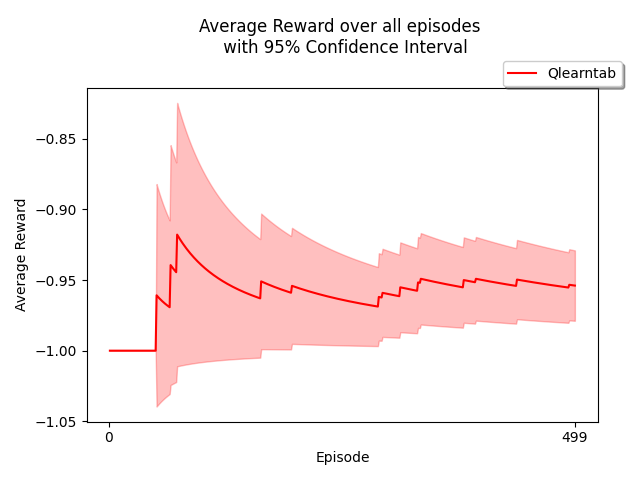 Average Reward over all episodes
with 95% Confidence Interval
Qlearntab
−0.85
−0.90
−0.95
−1.00
−1.05
Average Reward
0 499
Episode